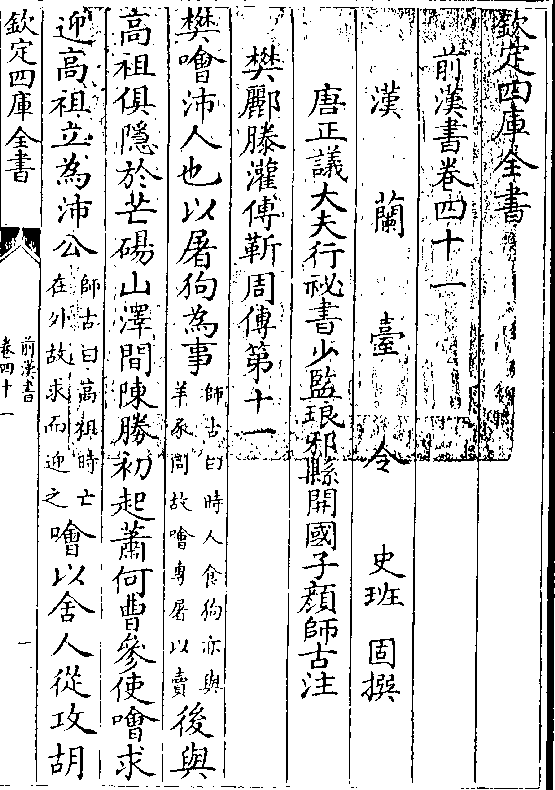 欽定四庫全書
前漢書卷四十一
漢蘭臺令史班固撰
唐正議大夫行祕書少監琅邪縣開國子顏師古注
樊酈滕灌傅靳周傳第十一
樊噲沛人也以屠狗為事師古曰時人食狗亦與羊豕同故噲專屠以賣後與
高祖俱隱於芒碭山澤間陳勝初起蕭何曹參使噲求
迎高祖立為沛公師古曰高祖時亡在外故求而迎之噲以舍人從攻胡
欽定四庫全書
前漢書
卷四十一
一